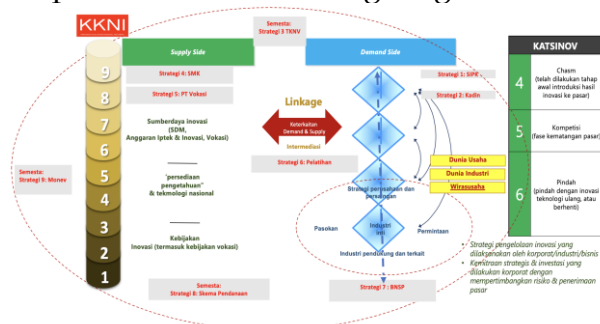 KKNI
Semesta:
Strategi 3 TKNV
Supply Side
Demand Side
KATSINOV
9
8
7
6
5
4
3
2
1
Strategi 4: SMK
Strategi 5: PT Vokasi
Sumberdaya inovasi
(SDM,
Anggaran Iptek & Inovasi, Vokasi)
'persediaan
pengetahuan"
& tekmologi nasional
Kebijakan
Inovasi (termasuk kebijakan vokasi)
Semesta:
Strategi 9: Monev
Semesta:
Strategi 8: Skema Pendanaan
Linkage
Keterkaitan
Demand & Supply
Intermediasi
Strategi 6: Pelatihan
Strategi 1: SIPK
Strategi 2: Kadis
Dunia Usaha
Dunia Industri
Wirausaha
Strategi perusahaan dan
persaingan
Pasokan
Industri
inti
Permintaan
Industri pendukung dan terkait
Strategi 7 : BNSP
4
Chasm
(telah dilakukan tahap
awal introduksi hasil
inovasi ke pasar)
5
Kompetisi
(fase kematangan pasar)
6
Pindah
(pindah dengan inovasi
teknologi ulang, atau
berhenti)
Strategi pengelolaan inovasi yang
dilaksanakan oleh korporat/industri/bisnis
Kemitraan strategis & investasi yang
dilakukan korporat dengan
mempertimbangkan risiko & penerimaan
pasar